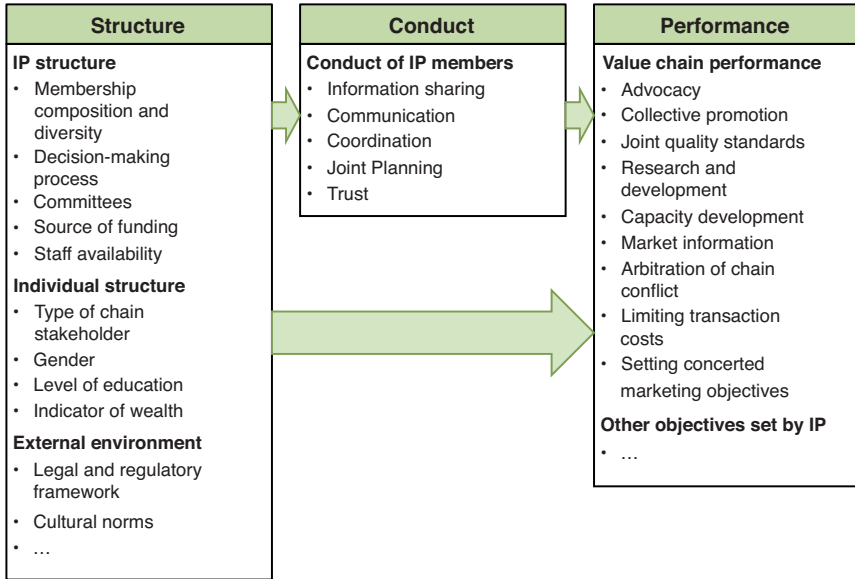 Structure
IP structure
• Membership
composition and
diversity
• Decision-making
process
• Committees
• Source of funding
• Staff availability
Individual structure
• Type of chain
stakeholder
• Gender
• Level of education
• Indicator of wealth
External environment
• Legal and regulatory
framework
• Cultural norms
• …
Conduct
Conduct of IP members
• Information sharing
• Communication
• Coordination
• Joint Planning
• Trust
Performance
Value chain performance
• Advocacy
• Collective promotion
• Joint quality standards
• Research and
development
• Capacity development
• Market information
• Arbitration of chain
conflict
• Limiting transaction
costs
• Setting concerted
marketing objectives
Other objectives set by IP
• …